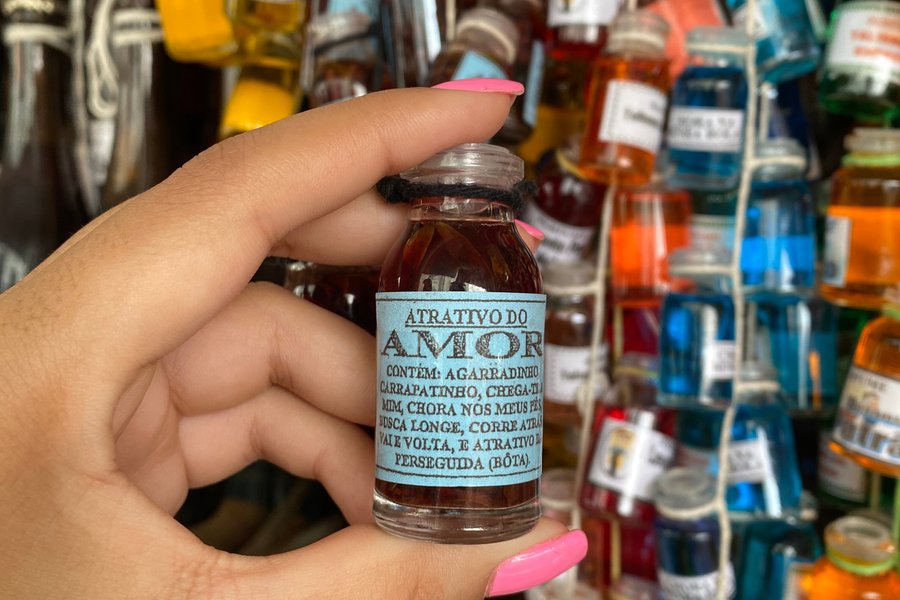 ATRATIVO DO
AMOR
CONTÉM: AGARRADINHO,
CARRAPATINHO, CHEGA-TE A
MIM, CHORA NOS MEUS PÉS,
BUSCA LONGE, CORRE ATRÁS,
VAI E VOLTA, E ATRATIVO DA
PERSEGUIDA (BÔTA).